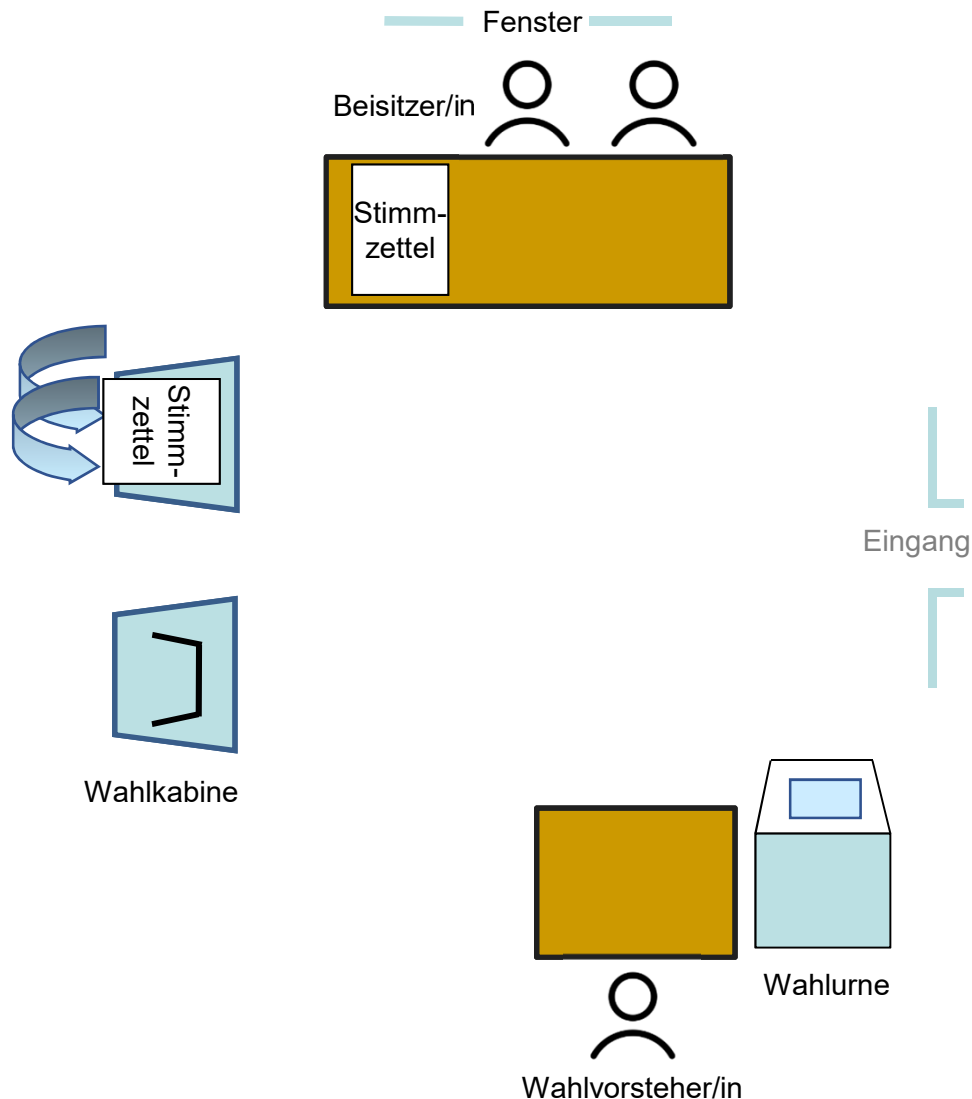 Fenster
Beisitzer/in
Stimm-
zettel
Stimm-
zettel
Eingang
Wahlkabine
Wahlurne
Wahlvorsteher/in